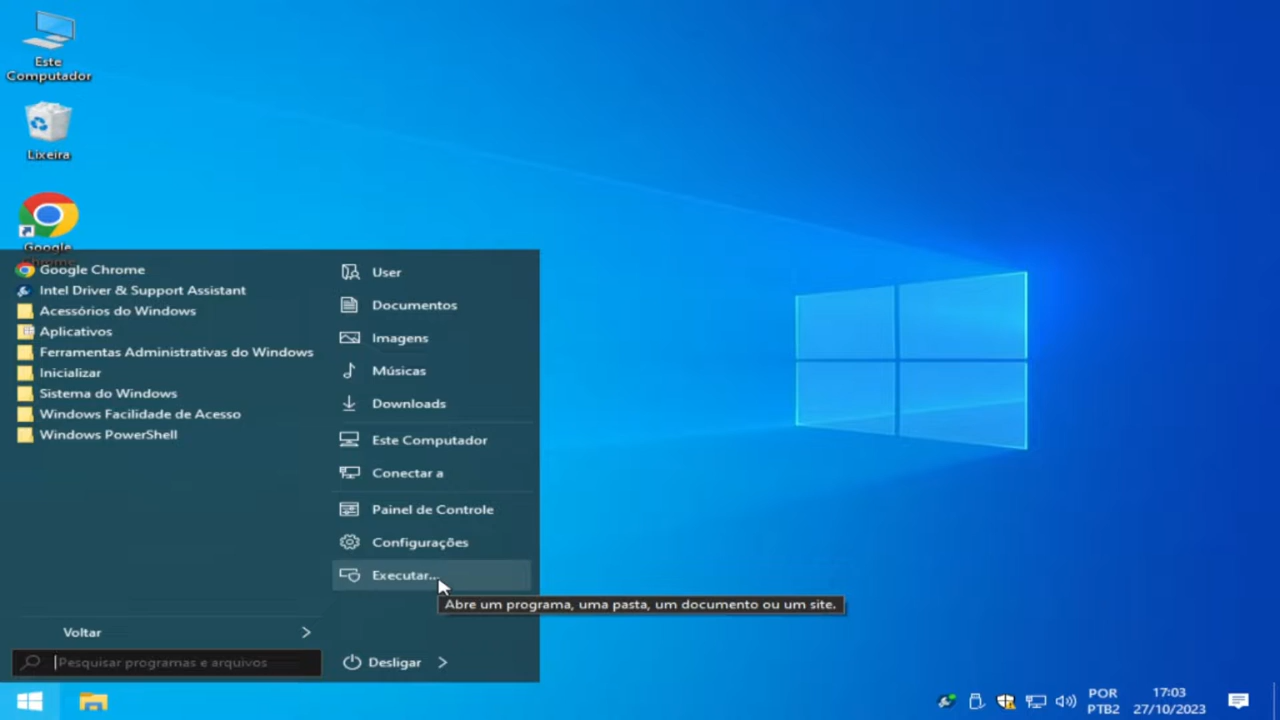 Este
Computador
Lixeira
Google
Google Chrome
Intel Driver & Support Assistant
Acessórios do Windows
Aplicativos
Ferramentas Administrativas do Windows
Inicializar
Sistema do Windows
Windows Facilidade de Acesso
Windows PowerShell
Voltar
Pesquisar programas e arquivos
User
Documentos
Imagens
Músicas
Downloads
Este Computador
Conectar a
Painel de Controle
Configurações
Executar...
Abre um programa, uma pasta, um documento ou um site.
Desligar
POR
PTB2
17:03
27/10/2023